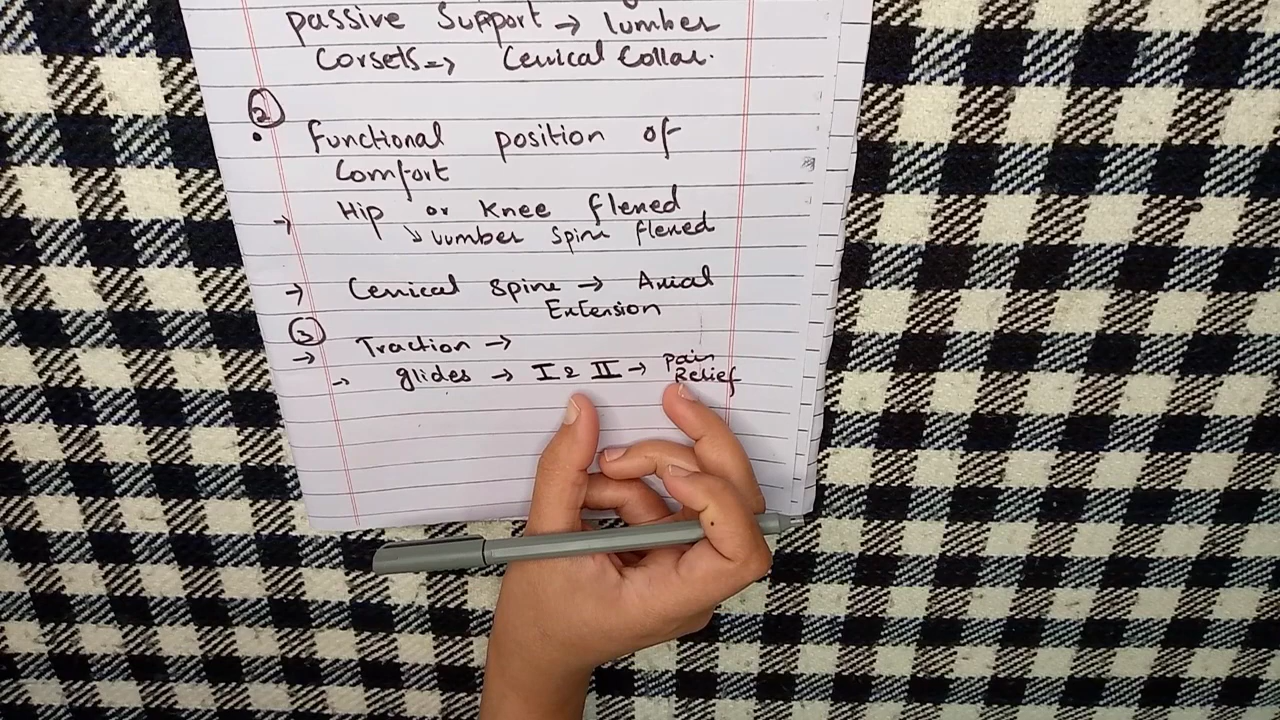 passive Support → lumber
Corsets => Cervical Collar.
②
• functional position of
Comfort
→ Hip or Knee flexed
↘ lumber Spine flexed
→ Cervical Spine → Axial
Extension
③
→ Traction →
→ glides → I & II → Pain
Relief